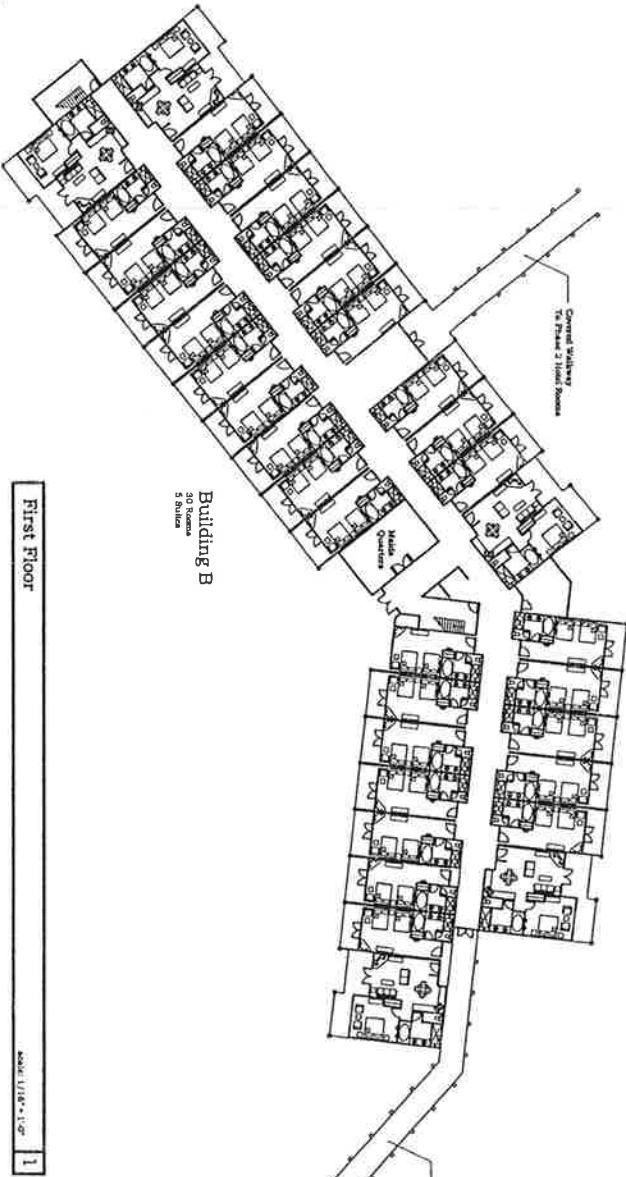 Covered Walkway
To Phase 2 Hotel Rooms
Maids
Quarters
Building B
30 Rooms
5 Suites
First Floor
scale: 1/16" = 1'-0"
1